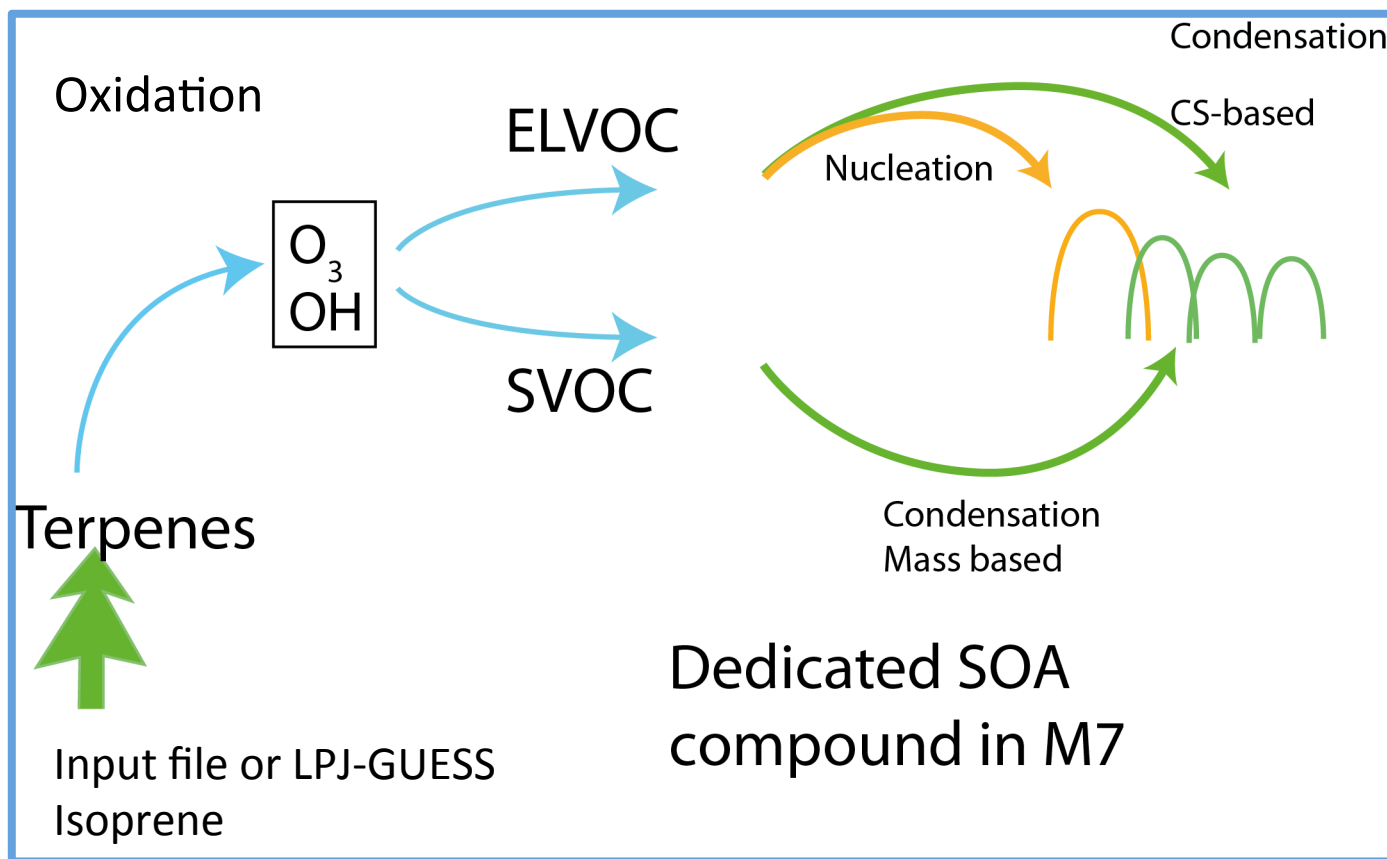 Condensation
Oxidation
CS-based
ELVOC
Nucleation
O3
OH
SVOC
Terpenes
Condensation
Mass based
Dedicated SOA
compound in M7
Input file or LPJ-GUESS
Isoprene